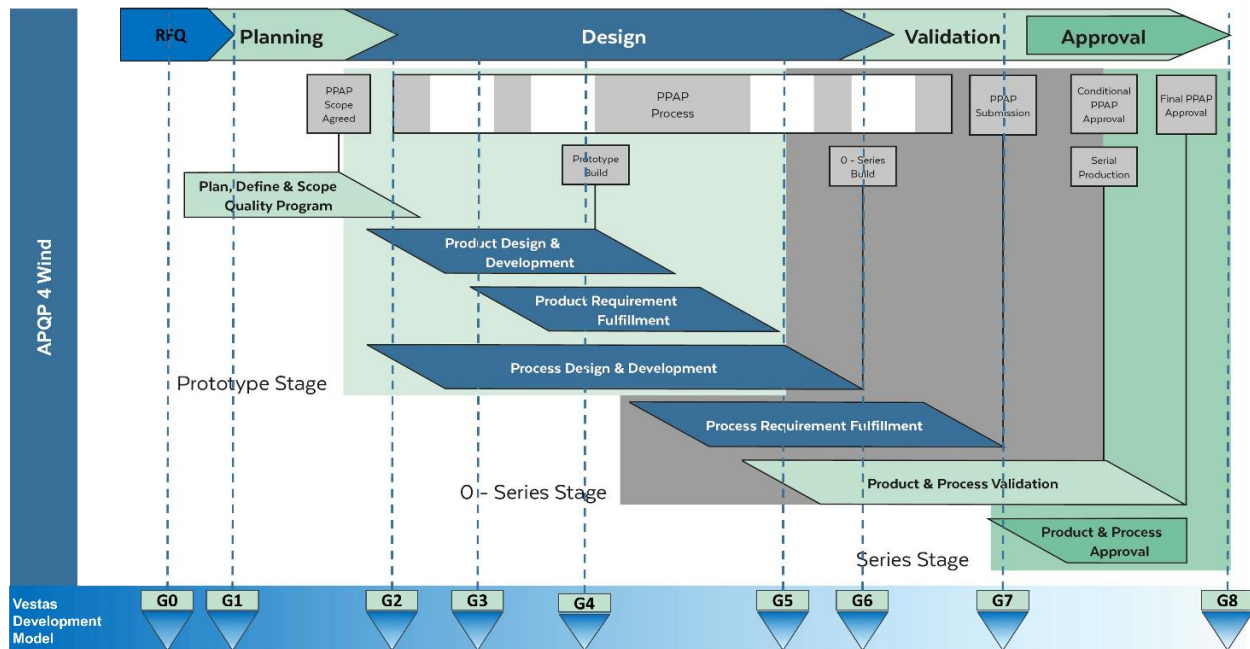 RFQ
Planning
Design
Validation
Approval
PPAP
Scope
Agreed
PPAP
Process
PPAP
Submission
Conditional
PPAP
Approval
Final PPAP
Approval
Prototype
Build
0 - Series
Build
Serial
Production
Plan, Define & Scope
Quality Program
Product Design &
Development
Product Requirement
Fulfillment
Process Design & Development
Prototype Stage
Process Requirement Fulfillment
Product & Process Validation
0 - Series Stage
Product & Process
Approval
Series Stage
APQP 4 Wind
Vestas
Development
Model
G0
G1
G2
G3
G4
G5
G6
G7
G8